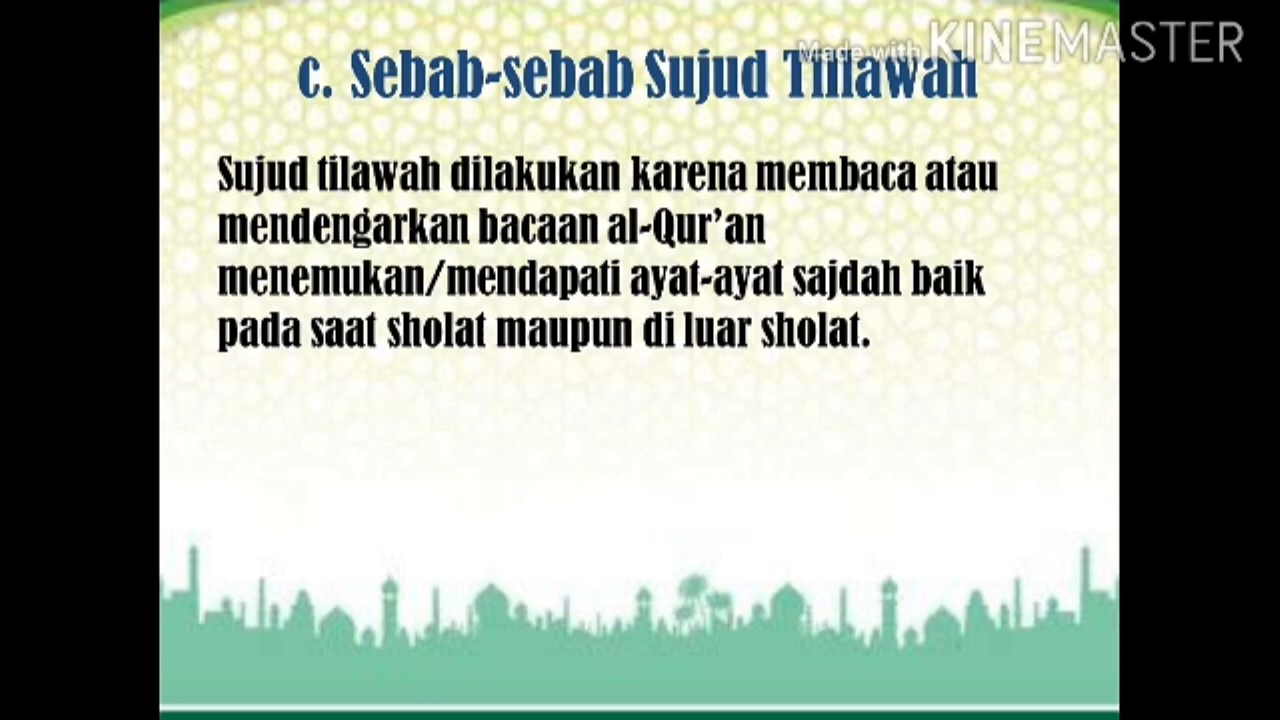 Made with KINEMASTER
c. Sebab-sebab Sujud Tillawah
Sujud tilawah dilakukan karena membaca atau
mendengarkan bacaan al-Qur’an
menemukan/mendapati ayat-ayat sajdah baik
pada saat sholat maupun di luar sholat.